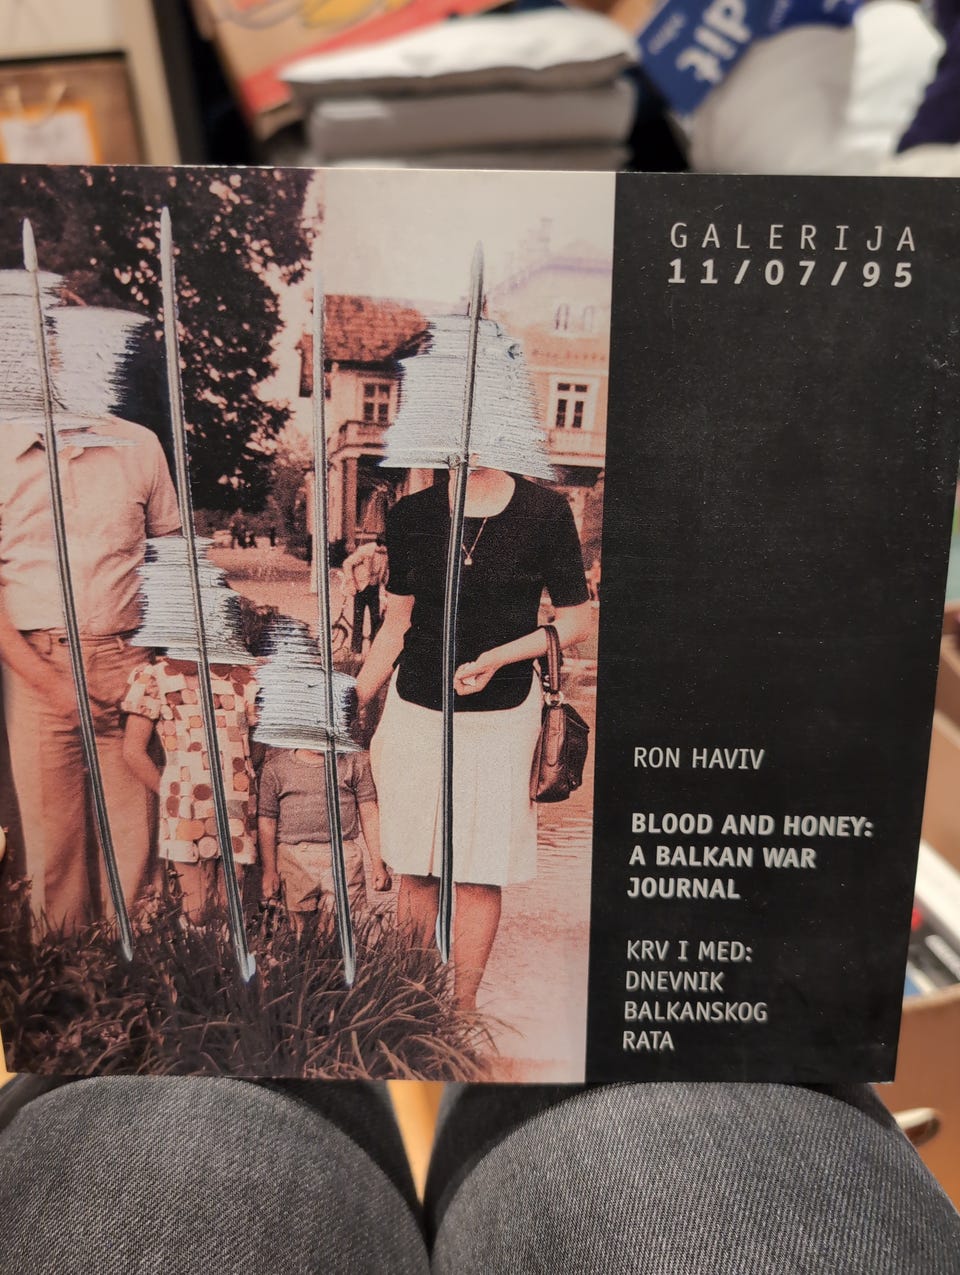 GALERIJA
11/07/95
RON HAVIV
BLOOD AND HONEY:
A BALKAN WAR
JOURNAL
KRV I MED:
DNEVNIK
BALKANSKOG
RATA